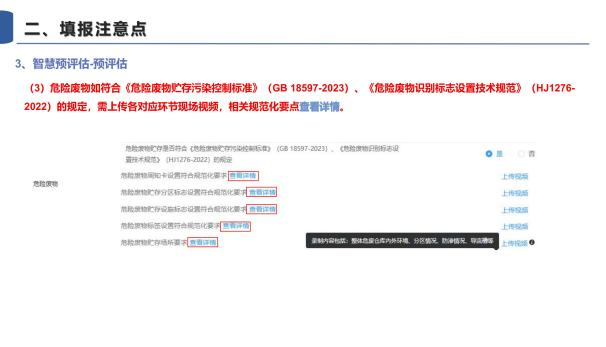 二、填报注意点
3、智慧预评估-预评估
（3）危险废物如符合《危险废物贮存污染控制标准》（GB 18597-2023）、《危险废物识别标志设置技术规范》（HJ1276-
2022）的规定，需上传各对应环节现场视频，相关规范化要点查看详情。
危险废物贮存是否符合《危险废物贮存污染控制标准》（GB 18597-2023）、《危险废物识别标志设
置技术规范》（HJ1276-2022）的规定
是 否
危险废物
危险废物周知卡设置符合规范化要求 查看详情 上传视频
危险废物贮存分区标志设置符合规范化要求 查看详情 上传视频
危险废物贮存设施标志设置符合规范化要求 查看详情 上传视频
危险废物标签设置符合规范化要求 查看详情 上传视频
录制内容包括：整体危废仓库内外环境、分区情况、防渗情况、导流槽等
危险废物贮存场所要求 查看详情 上传视频